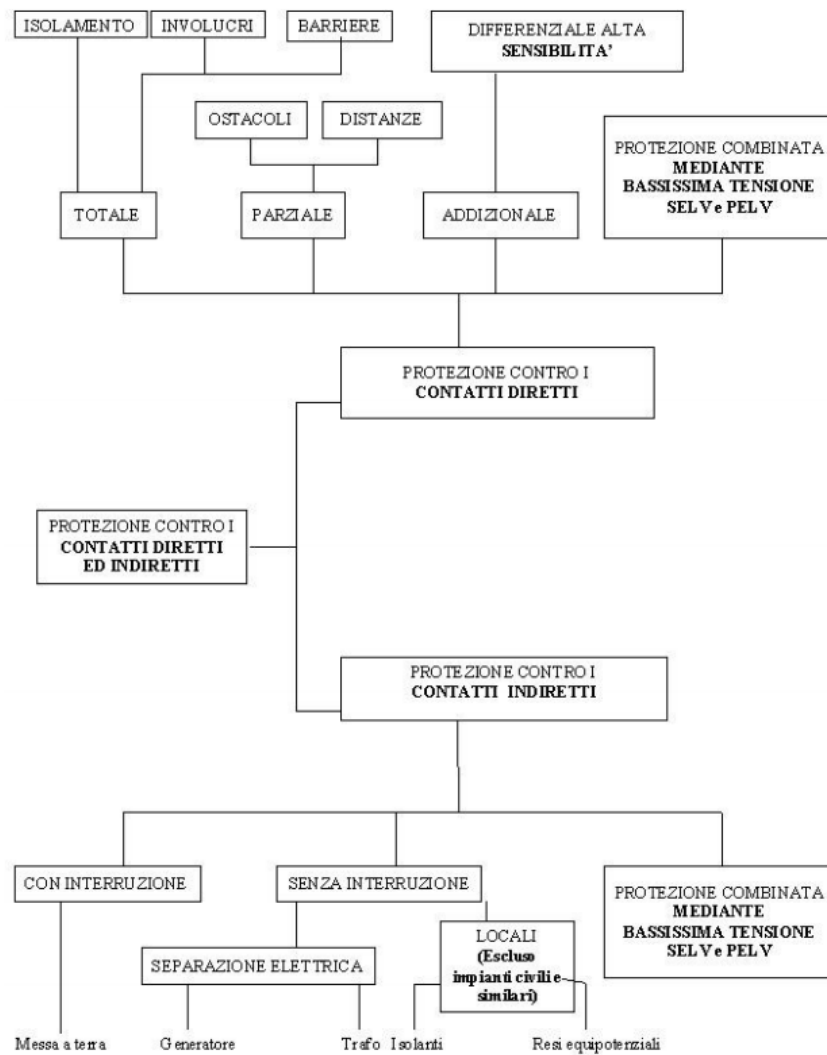 ISOLAMENTO
INVOLUCRI
BARRIERE
DIFFERENZIALE ALTA
SENSIBILITA'
OSTACOLI
DISTANZE
PROTEZIONE COMBINATA
MEDIANTE
BASSISSIMA TENSIONE
SELV e PELV
TOTALE
PARZIALE
ADDIZIONALE
PROTEZIONE CONTRO I
CONTATTI DIRETTI
PROTEZIONE CONTRO I
CONTATTI DIRETTI
ED INDIRETTI
PROTEZIONE CONTRO I
CONTATTI INDIRETTI
CON INTERRUZIONE
SENZA INTERRUZIONE
PROTEZIONE COMBINATA
MEDIANTE
BASSISSIMA TENSIONE
SELV e PELV
SEPARAZIONE ELETTRICA
LOCALI
(Escluso
impianti civili e
similari)
Messa a terra
Generatore
Trafo
Isolanti
Resi equipotenziali